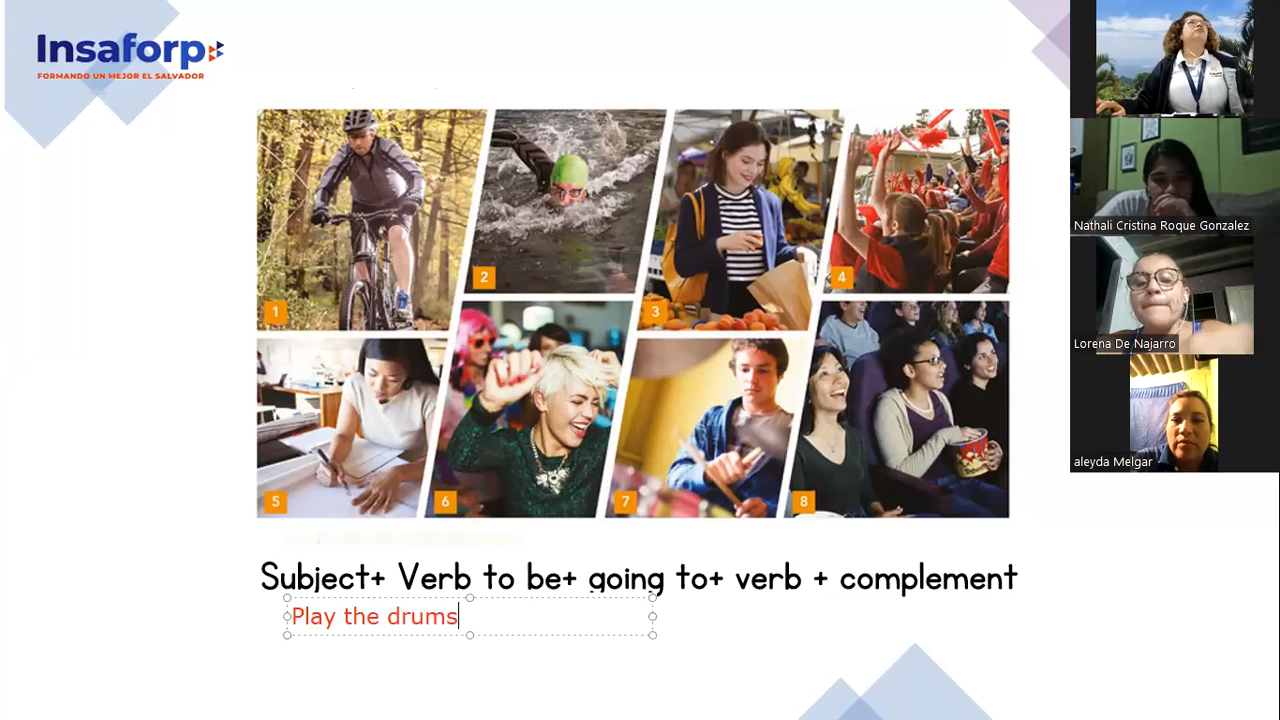 Insaforp
FORMANDO UN MEJOR EL SALVADOR
1
2
3
4
5
6
7
8
Subject+ Verb to be+ going to+ verb + complement
Play the drums
Nathali Cristina Roque Gonzalez
Lorena De Najarro
aleyda Melgar